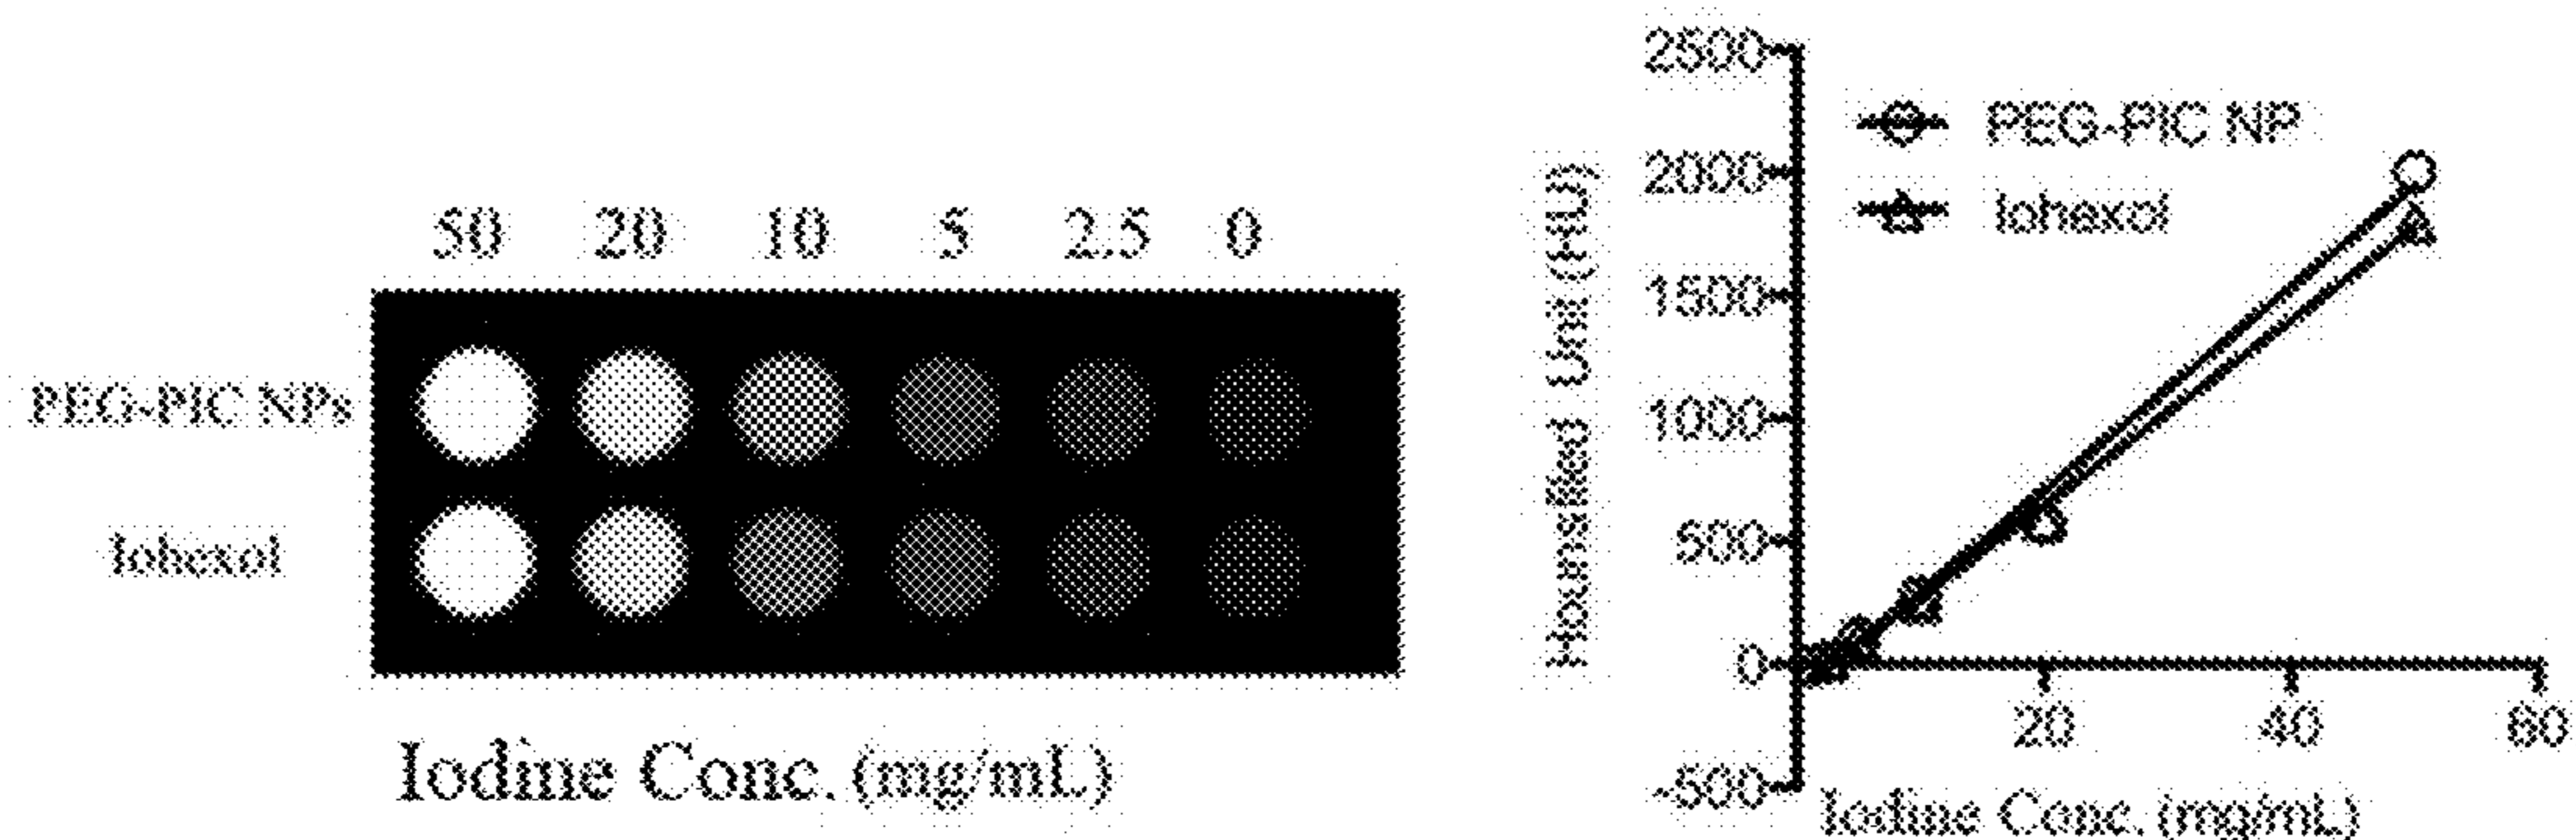 50 20 10 5 2.5 0
PEG-PIC NPs
Iohexol
Iodine Conc. (mg/mL)
2500
2000
1500
1000
500
0
-500
Hounsfiled Unit (HU)
PEG-PIC NP
Iohexol
20 40 60
Iodine Conc. (mg/mL)